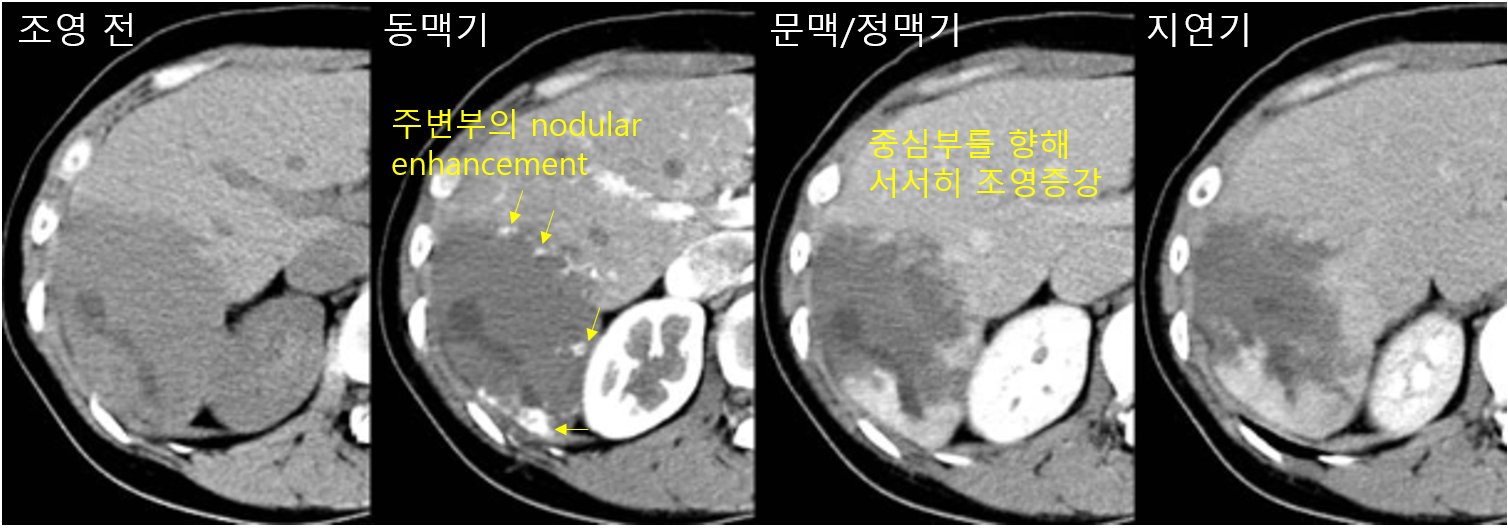 조영 전
동맥기
문맥/정맥기
지연기
주변부의 nodular
enhancement
중심부를 향해
서서히 조영증강